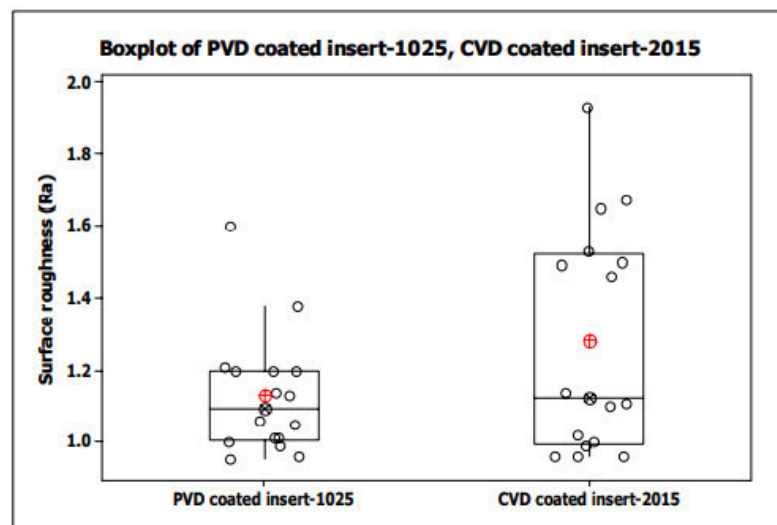 Boxplot of PVD coated insert-1025, CVD coated insert-2015
2.0
1.8
1.6
1.4
1.2
1.0
Surface roughness (Ra)
PVD coated insert-1025
CVD coated insert-2015